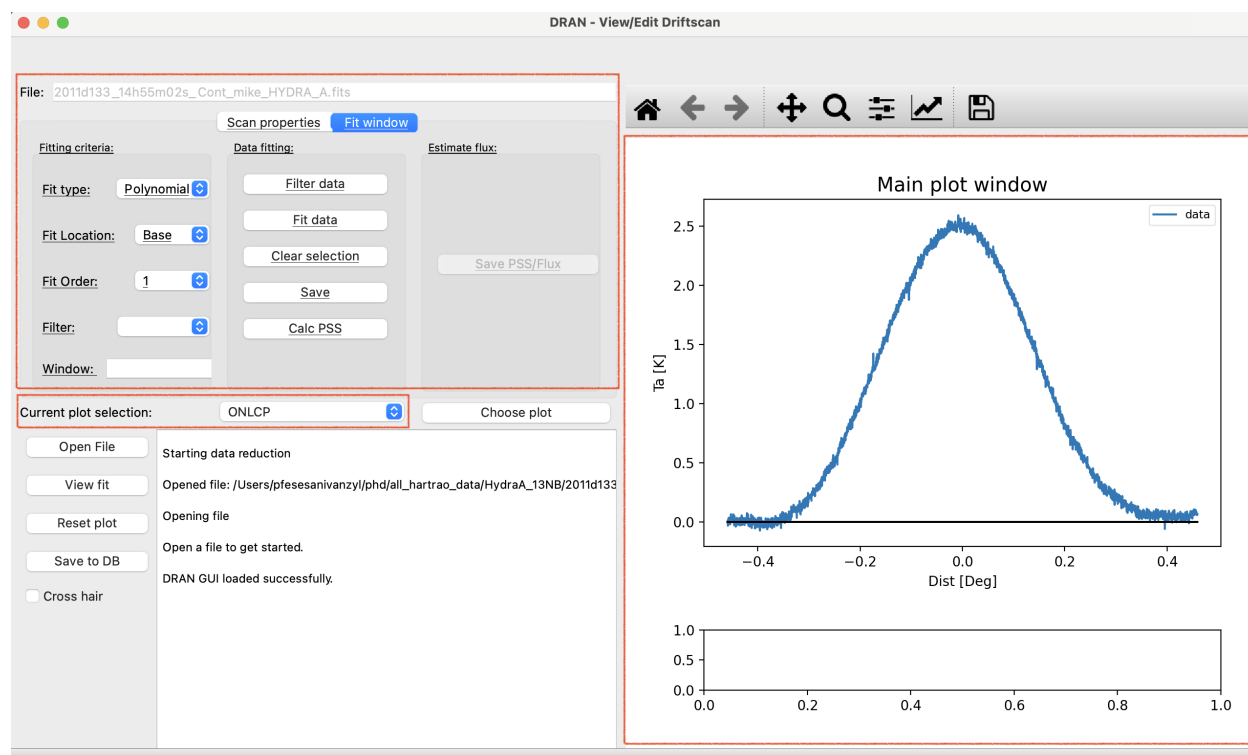 DRAN - View/Edit Driftscan
File: 2011d133_14h55m02s_Cont_mike_HYDRA_A.fits
Scan properties Fit window
Fitting criteria: Data fitting: Estimate flux:
Fit type: Polynomial Filter data
Fit data
Fit Location: Base
Clear selection
Save PSS/Flux
Fit Order: 1 Save
Filter: Calc PSS
Window:
Current plot selection: ONLCP Choose plot
Open File
View fit
Reset plot
Save to DB
Cross hair
Starting data reduction
Opened file: /Users/pfesesanivanzyl/phd/all_hartrao_data/HydraA_13NB/2011d133
Opening file
Open a file to get started.
DRAN GUI loaded successfully.
Main plot window
data
2.5
2.0
1.5
1.0
0.5
0.0
Ta [K]
−0.4 −0.2 0.0 0.2 0.4
Dist [Deg]
1.0
0.5
0.0
0.0 0.2 0.4 0.6 0.8 1.0